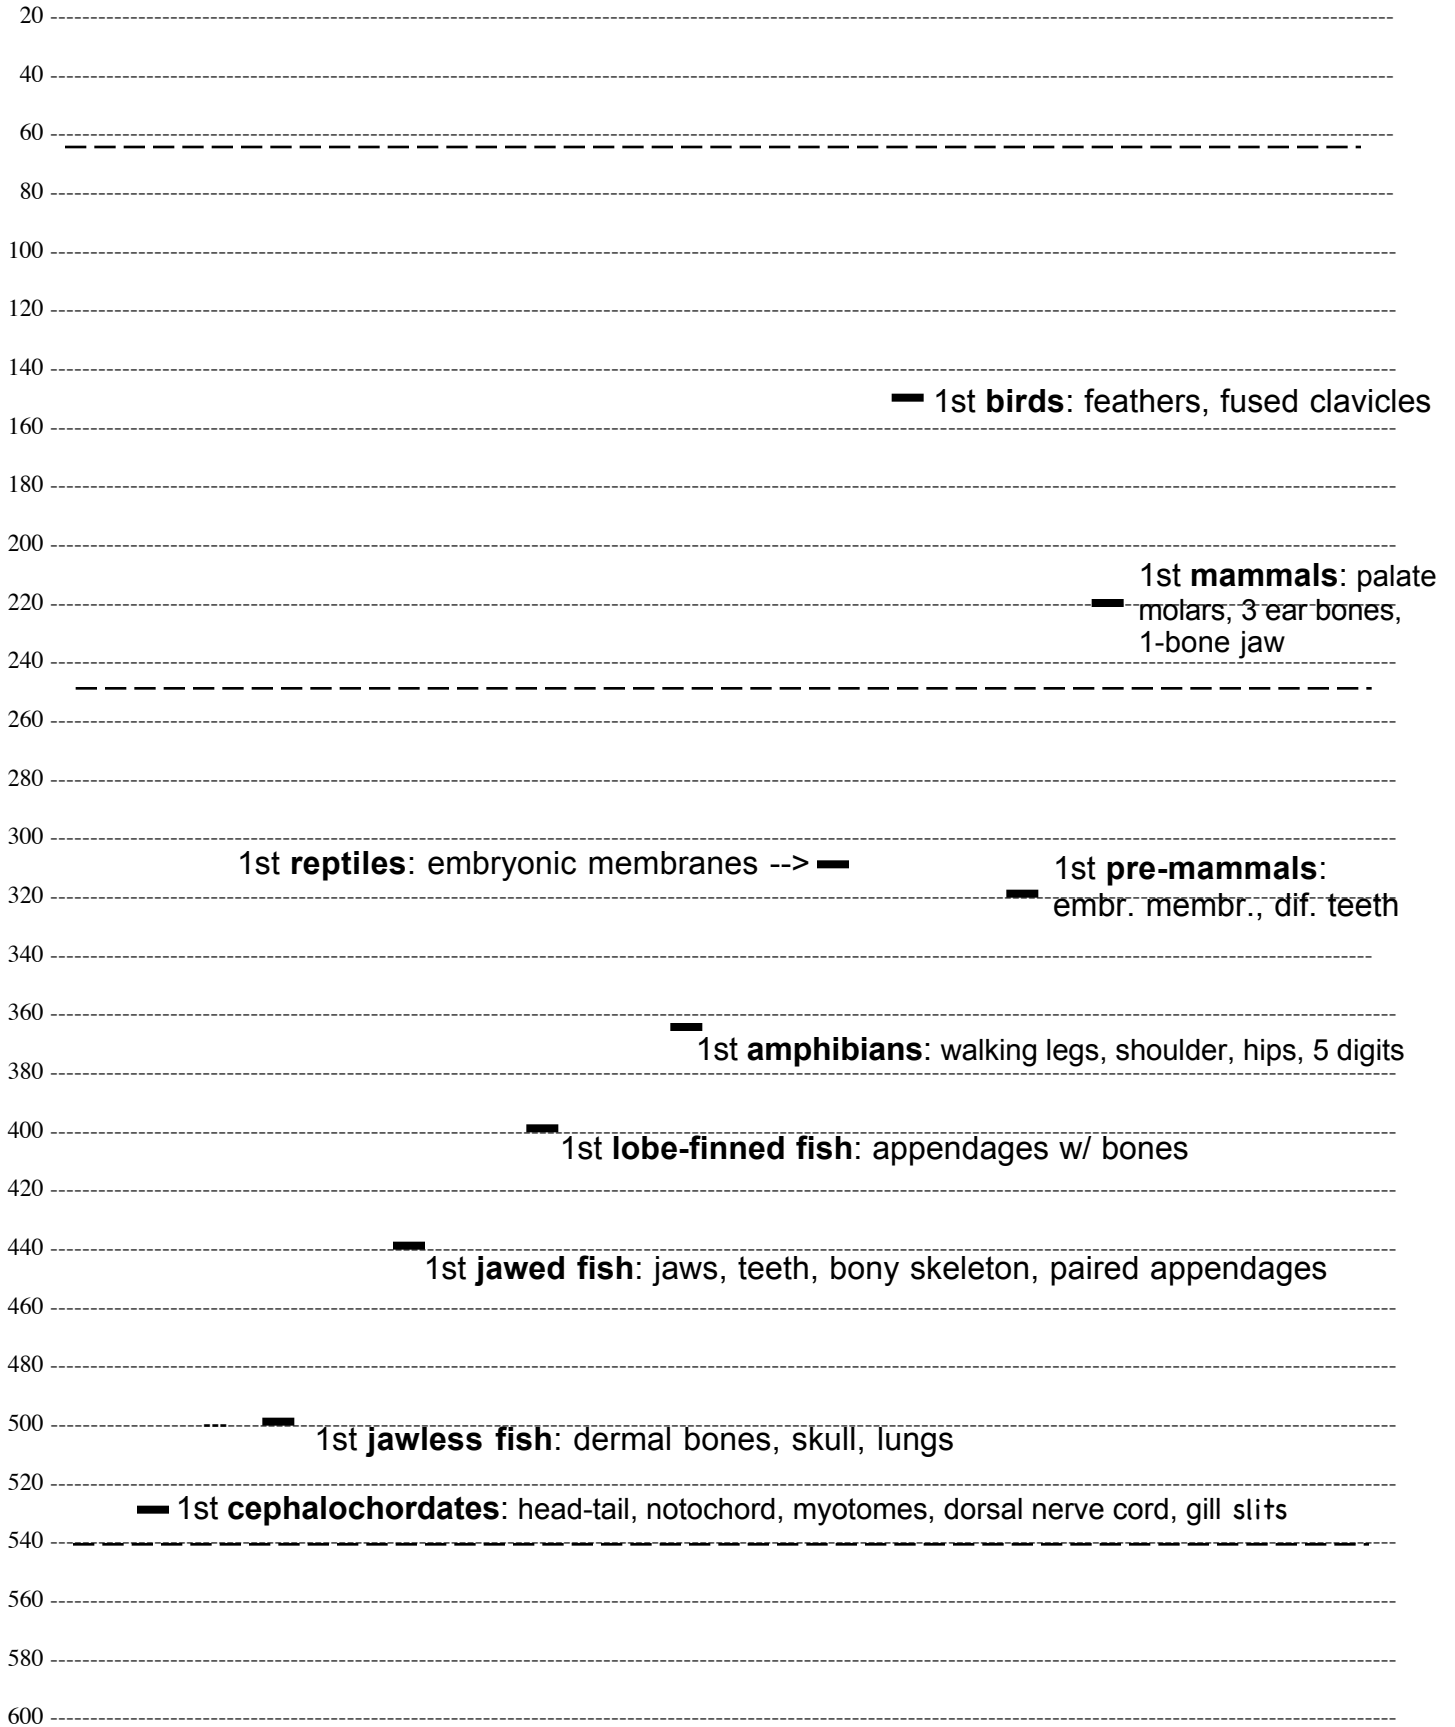 20
40
60
80
100
120
140
1st birds: feathers, fused clavicles
160
180
200
1st mammals: palate
220
molars, 3 ear bones,
1-bone jaw
240
260
280
300
1st reptiles: embryonic membranes -->
1st pre-mammals:
320
embr. membr., dif. teeth
340
360
1st amphibians: walking legs, shoulder, hips, 5 digits
380
400
1st lobe-finned fish: appendages w/ bones
420
440
1st jawed fish: jaws, teeth, bony skeleton, paired appendages
460
480
500
1st jawless fish: dermal bones, skull, lungs
520
1st cephalochordates: head-tail, notochord, myotomes, dorsal nerve cord, gill slits
540
560
580
600